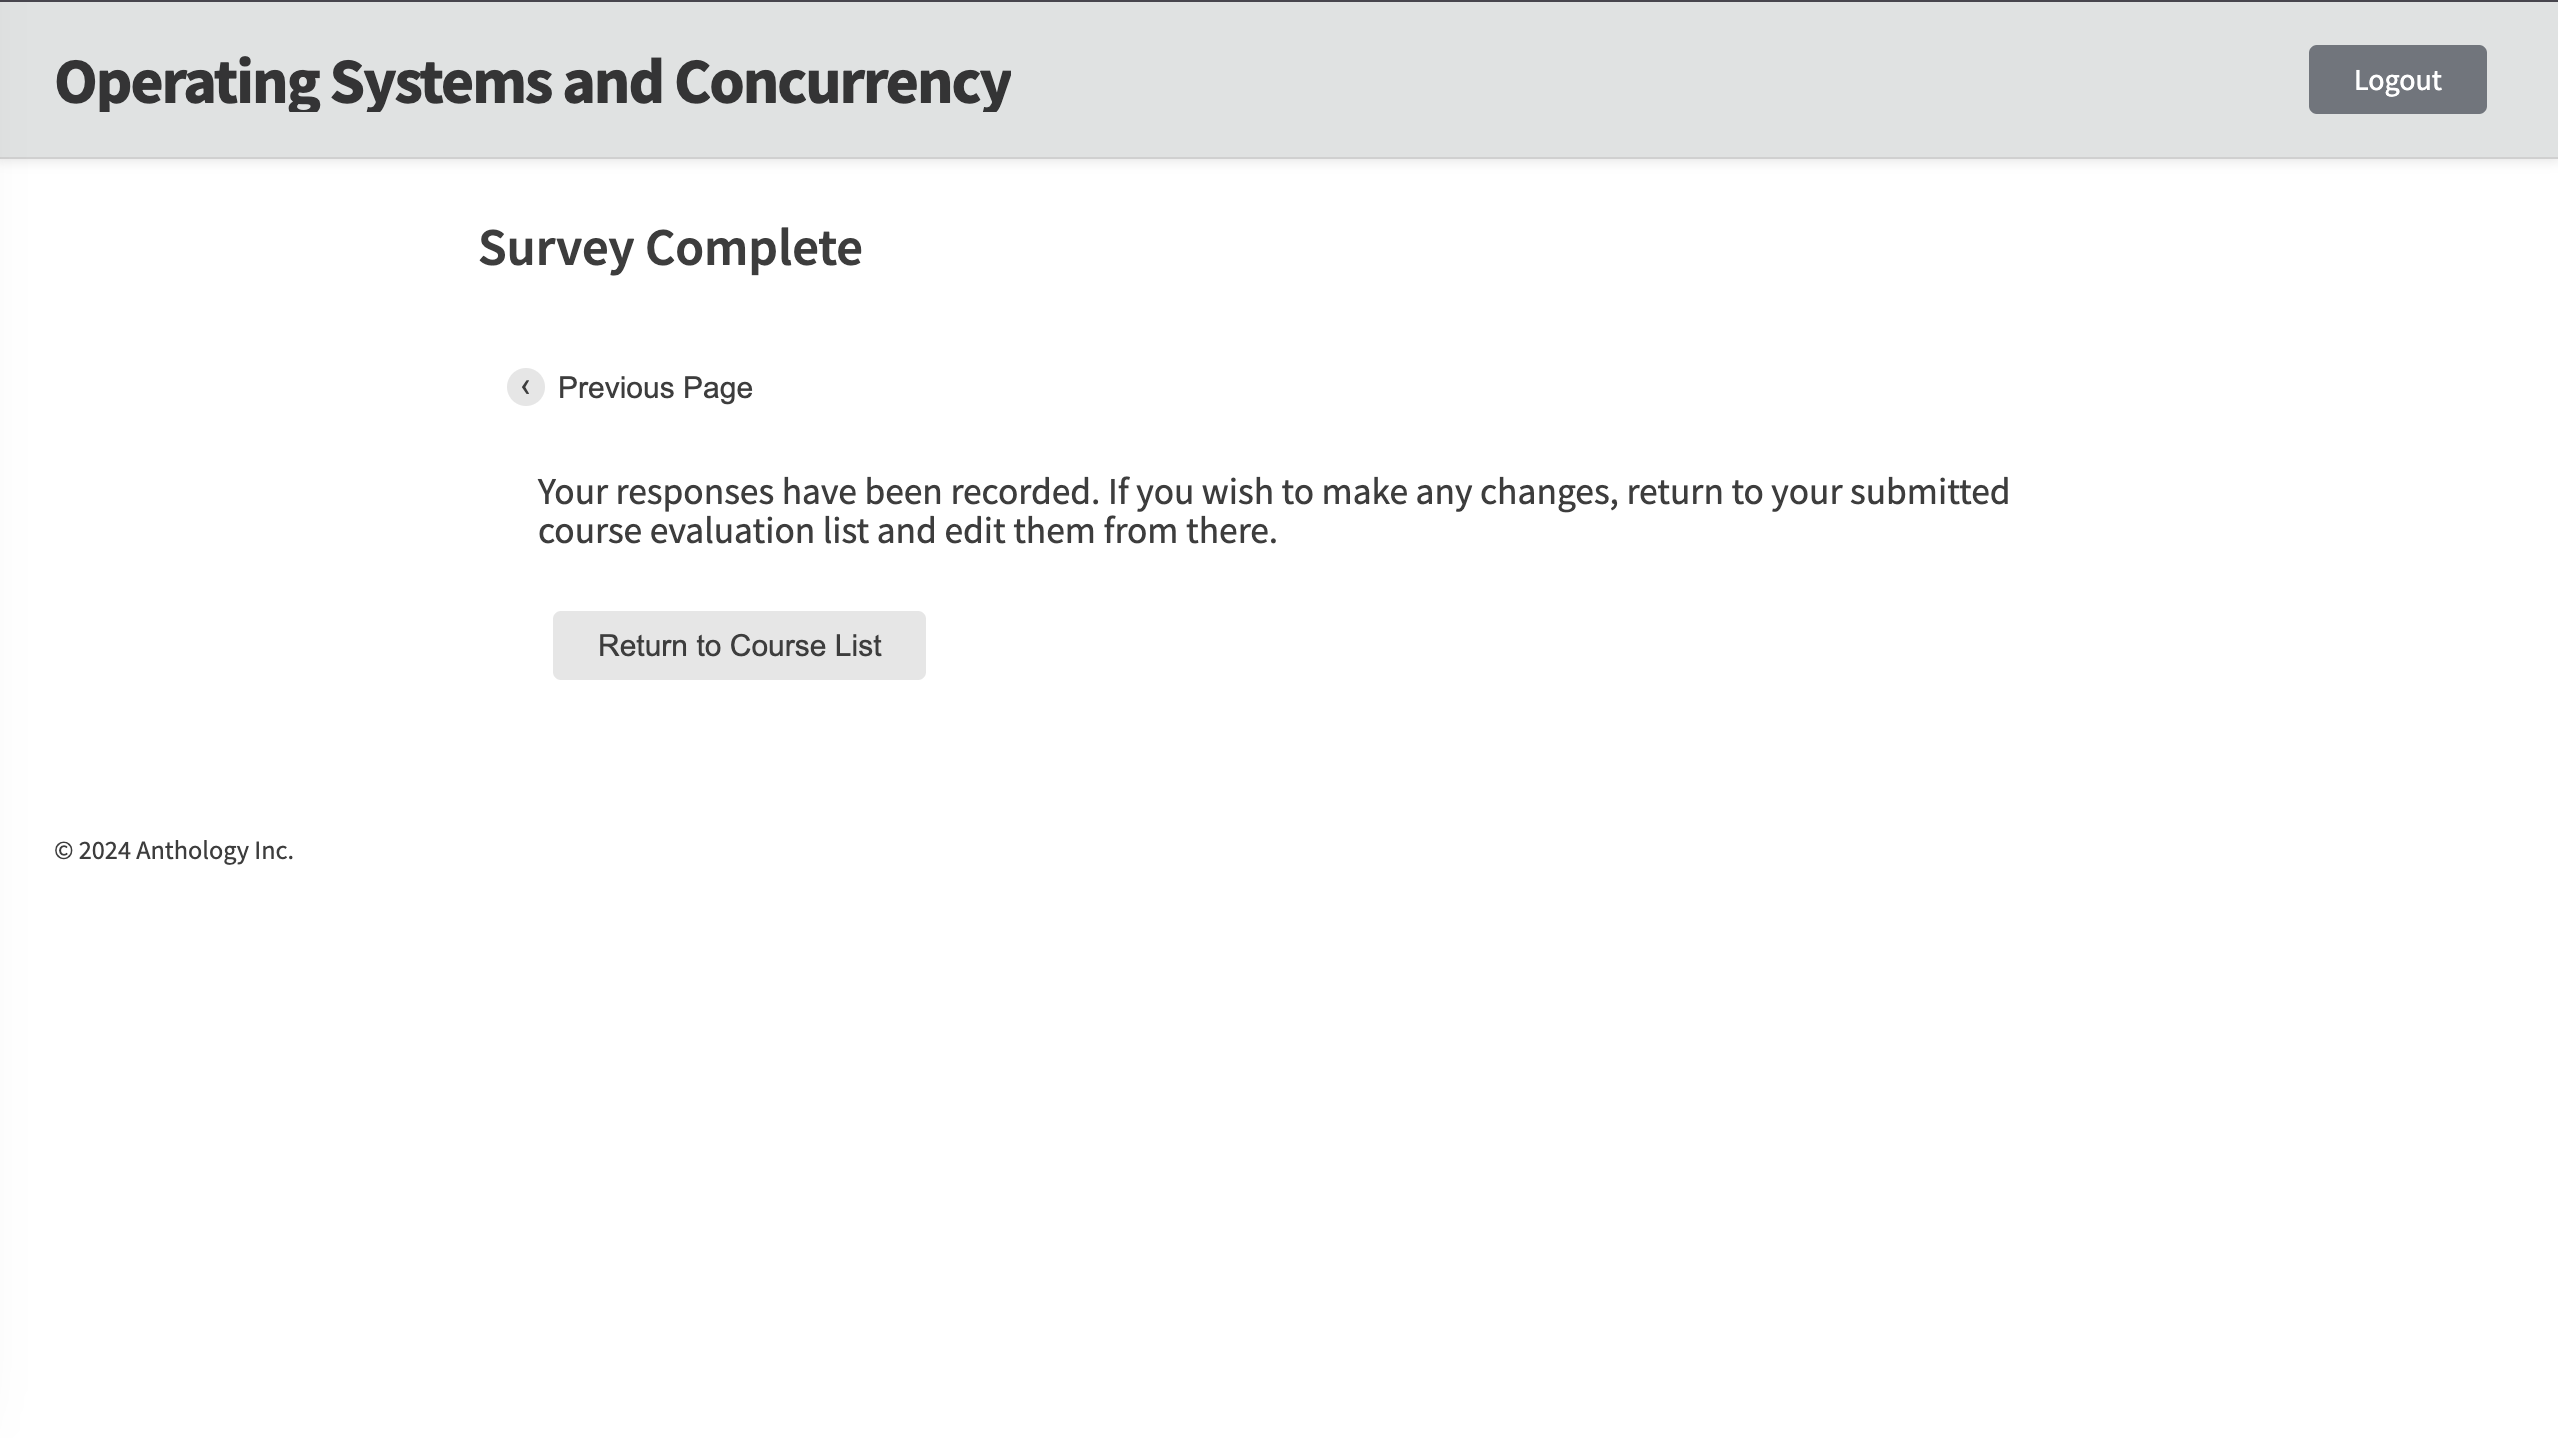 Operating Systems and Concurrency
Logout
Survey Complete
‹ Previous Page
Your responses have been recorded. If you wish to make any changes, return to your submitted
course evaluation list and edit them from there.
Return to Course List
© 2024 Anthology Inc.